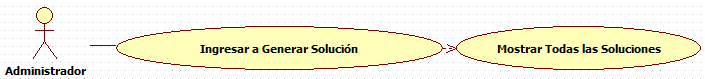 Ingresar a Generar Solución
Mostrar Todas las Soluciones
Administrador